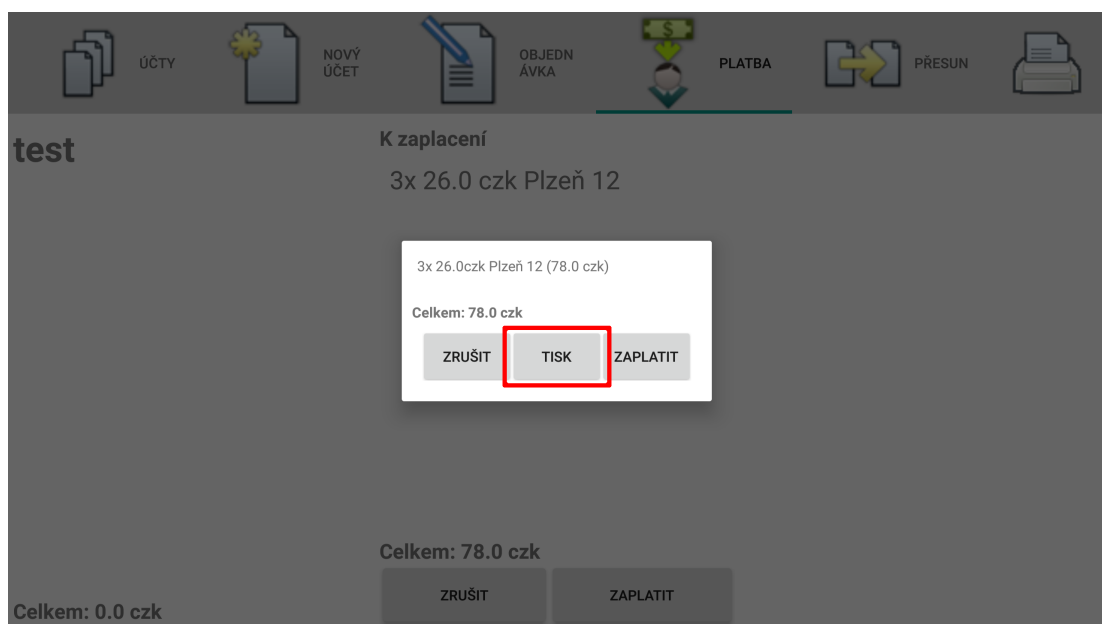 ÚČTY
NOVÝ
ÚČET
OBJEDN
ÁVKA
$
PLATBA
PŘESUN
test
K zaplacení
3x 26.0 czk Plzeň 12
3x 26.0czk Plzeň 12 (78.0 czk)
Celkem: 78.0 czk
ZRUŠIT TISK ZAPLATIT
Celkem: 78.0 czk
ZRUŠIT ZAPLATIT
Celkem: 0.0 czk